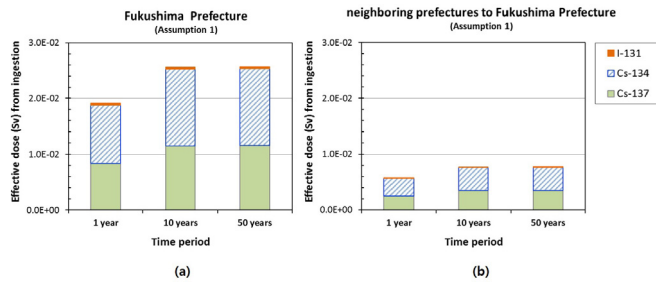 Fukushima Prefecture
(Assumption 1)
Effective dose (Sv) from ingestion
3.0E-02
2.0E-02
1.0E-02
0.0E+00
1 year
10 years
50 years
Time period
(a)
neighboring prefectures to Fukushima Prefecture
(Assumption 1)
Effective dose (Sv) from ingestion
3.0E-02
2.0E-02
1.0E-02
0.0E+00
1 year
10 years
50 years
Time period
(b)
I-131
Cs-134
Cs-137